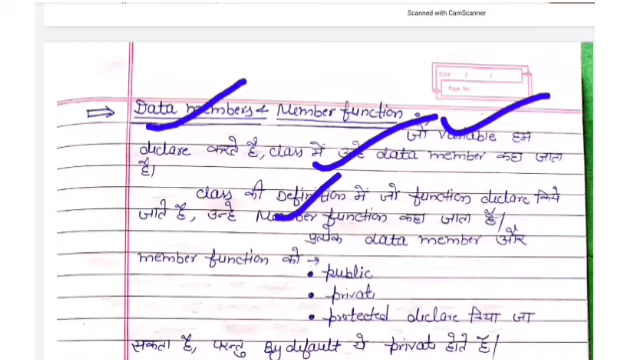 Scanned with CamScanner
Date / /
Page No.
⇒ Data members & Member function
जो variable हम
declare करते है, class में उन्हे data member कहा जाता
है।
class की Definition में जो function declare किये
जाते है, उन्हे Member function कहा जाता है।
प्रत्येक data member और
member function को →
• public
• private
• protected declare किया जा
सकता है, परन्तु By default ये private होते है।